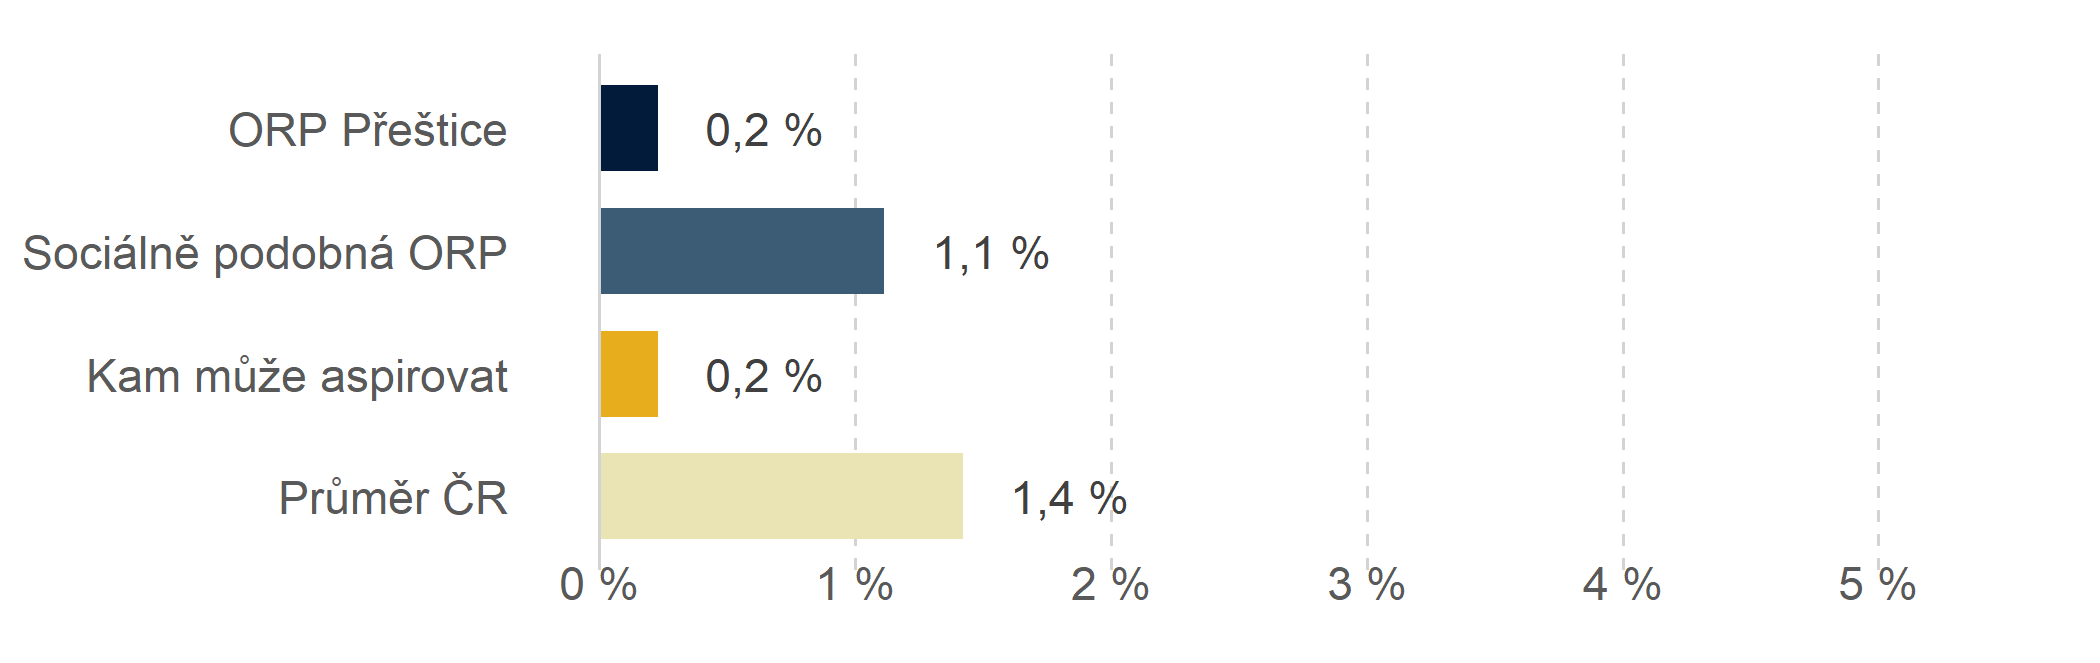 ORP Přeštice 0,2 %
Sociálně podobná ORP 1,1 %
Kam může aspirovat 0,2 %
Průměr ČR 1,4 %
0 % 1 % 2 % 3 % 4 % 5 %